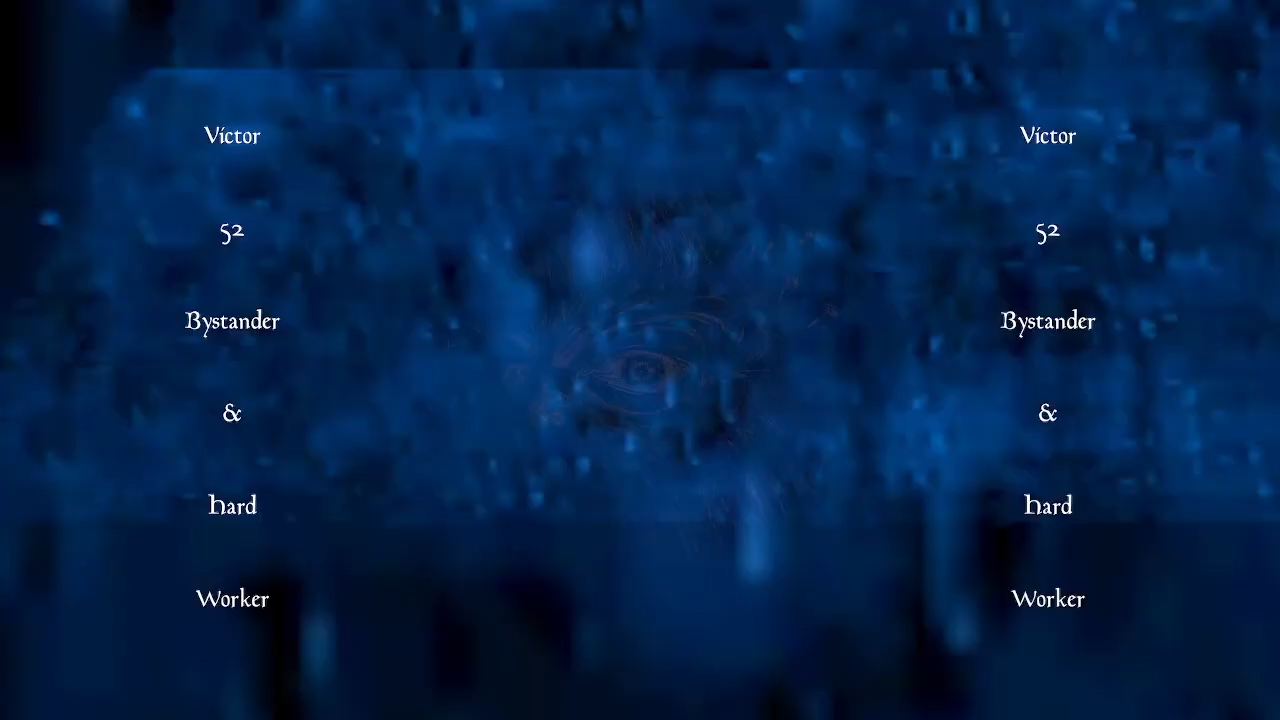 Victor Victor
52 52
Bystander Bystander
& &
hard hard
Worker Worker